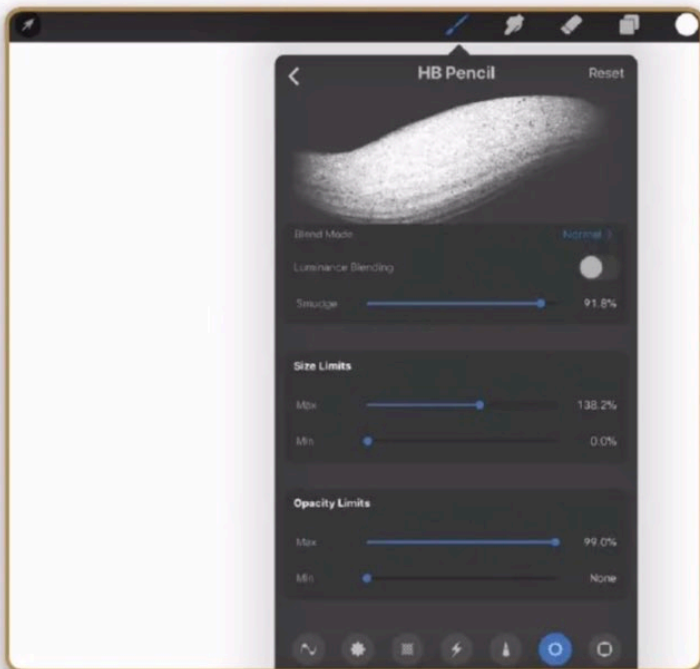 HB Pencil
Reset
Blend Mode Normal
Luminance Blending
Smudge 91.8%
Size Limits
Max 138.2%
Min 0.0%
Opacity Limits
Max 99.0%
Min None